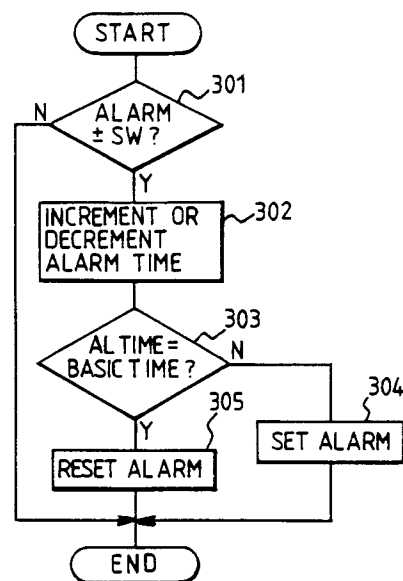 START
301
N
ALARM
± SW ?
Y
INCREMENT OR
DECREMENT
ALARM TIME
302
303
AL TIME =
BASIC TIME ?
N
305
Y
304
RESET ALARM
SET ALARM
END